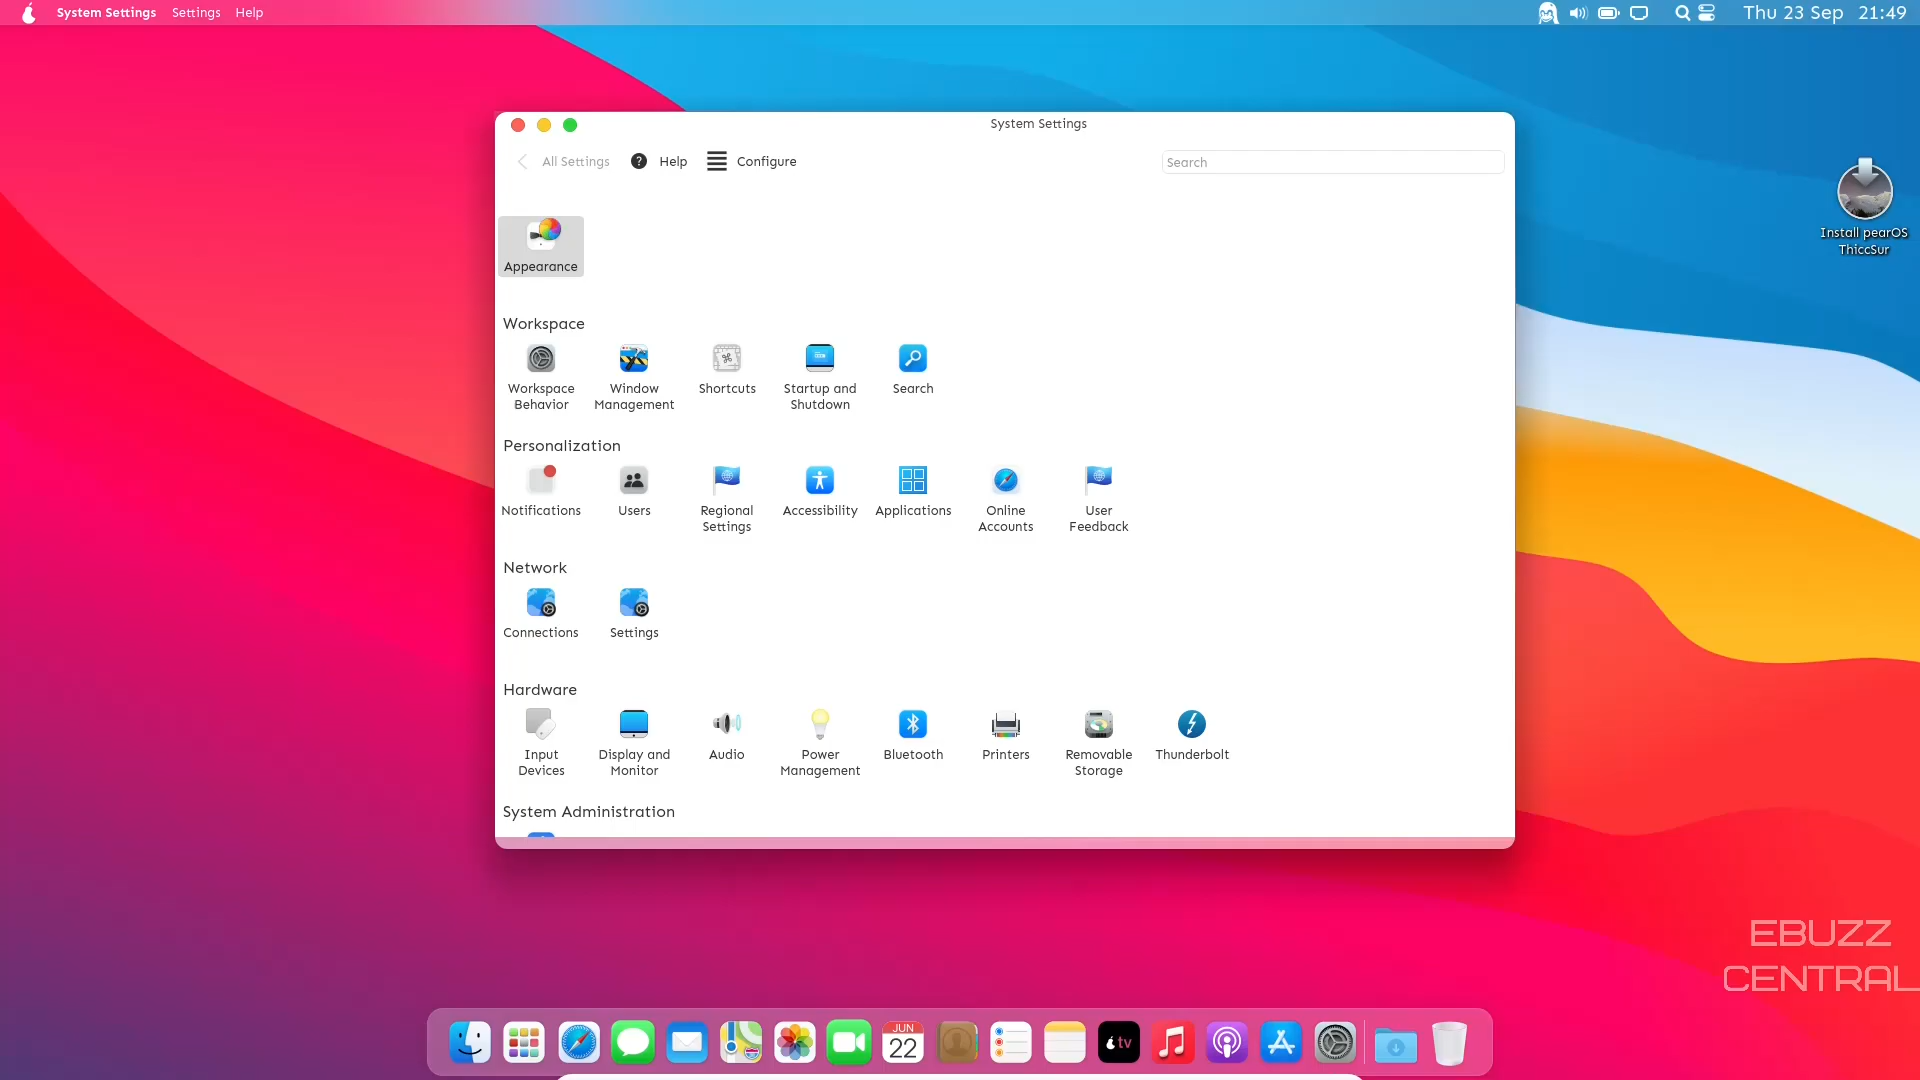 System Settings Settings Help
Thu 23 Sep 21:49
System Settings
All Settings ? Help Configure Search
Install pearOS
ThiccSur
Appearance
Workspace
Workspace
Behavior
Window
Management
Shortcuts
Startup and
Shutdown
Search
Personalization
Notifications
Users
Regional
Settings
Accessibility
Applications
Online
Accounts
User
Feedback
Network
Connections
Settings
Hardware
Input
Devices
Display and
Monitor
Audio
Power
Management
Bluetooth
Printers
Removable
Storage
Thunderbolt
System Administration
EBUZZ
CENTRAL
JUN
22
tv